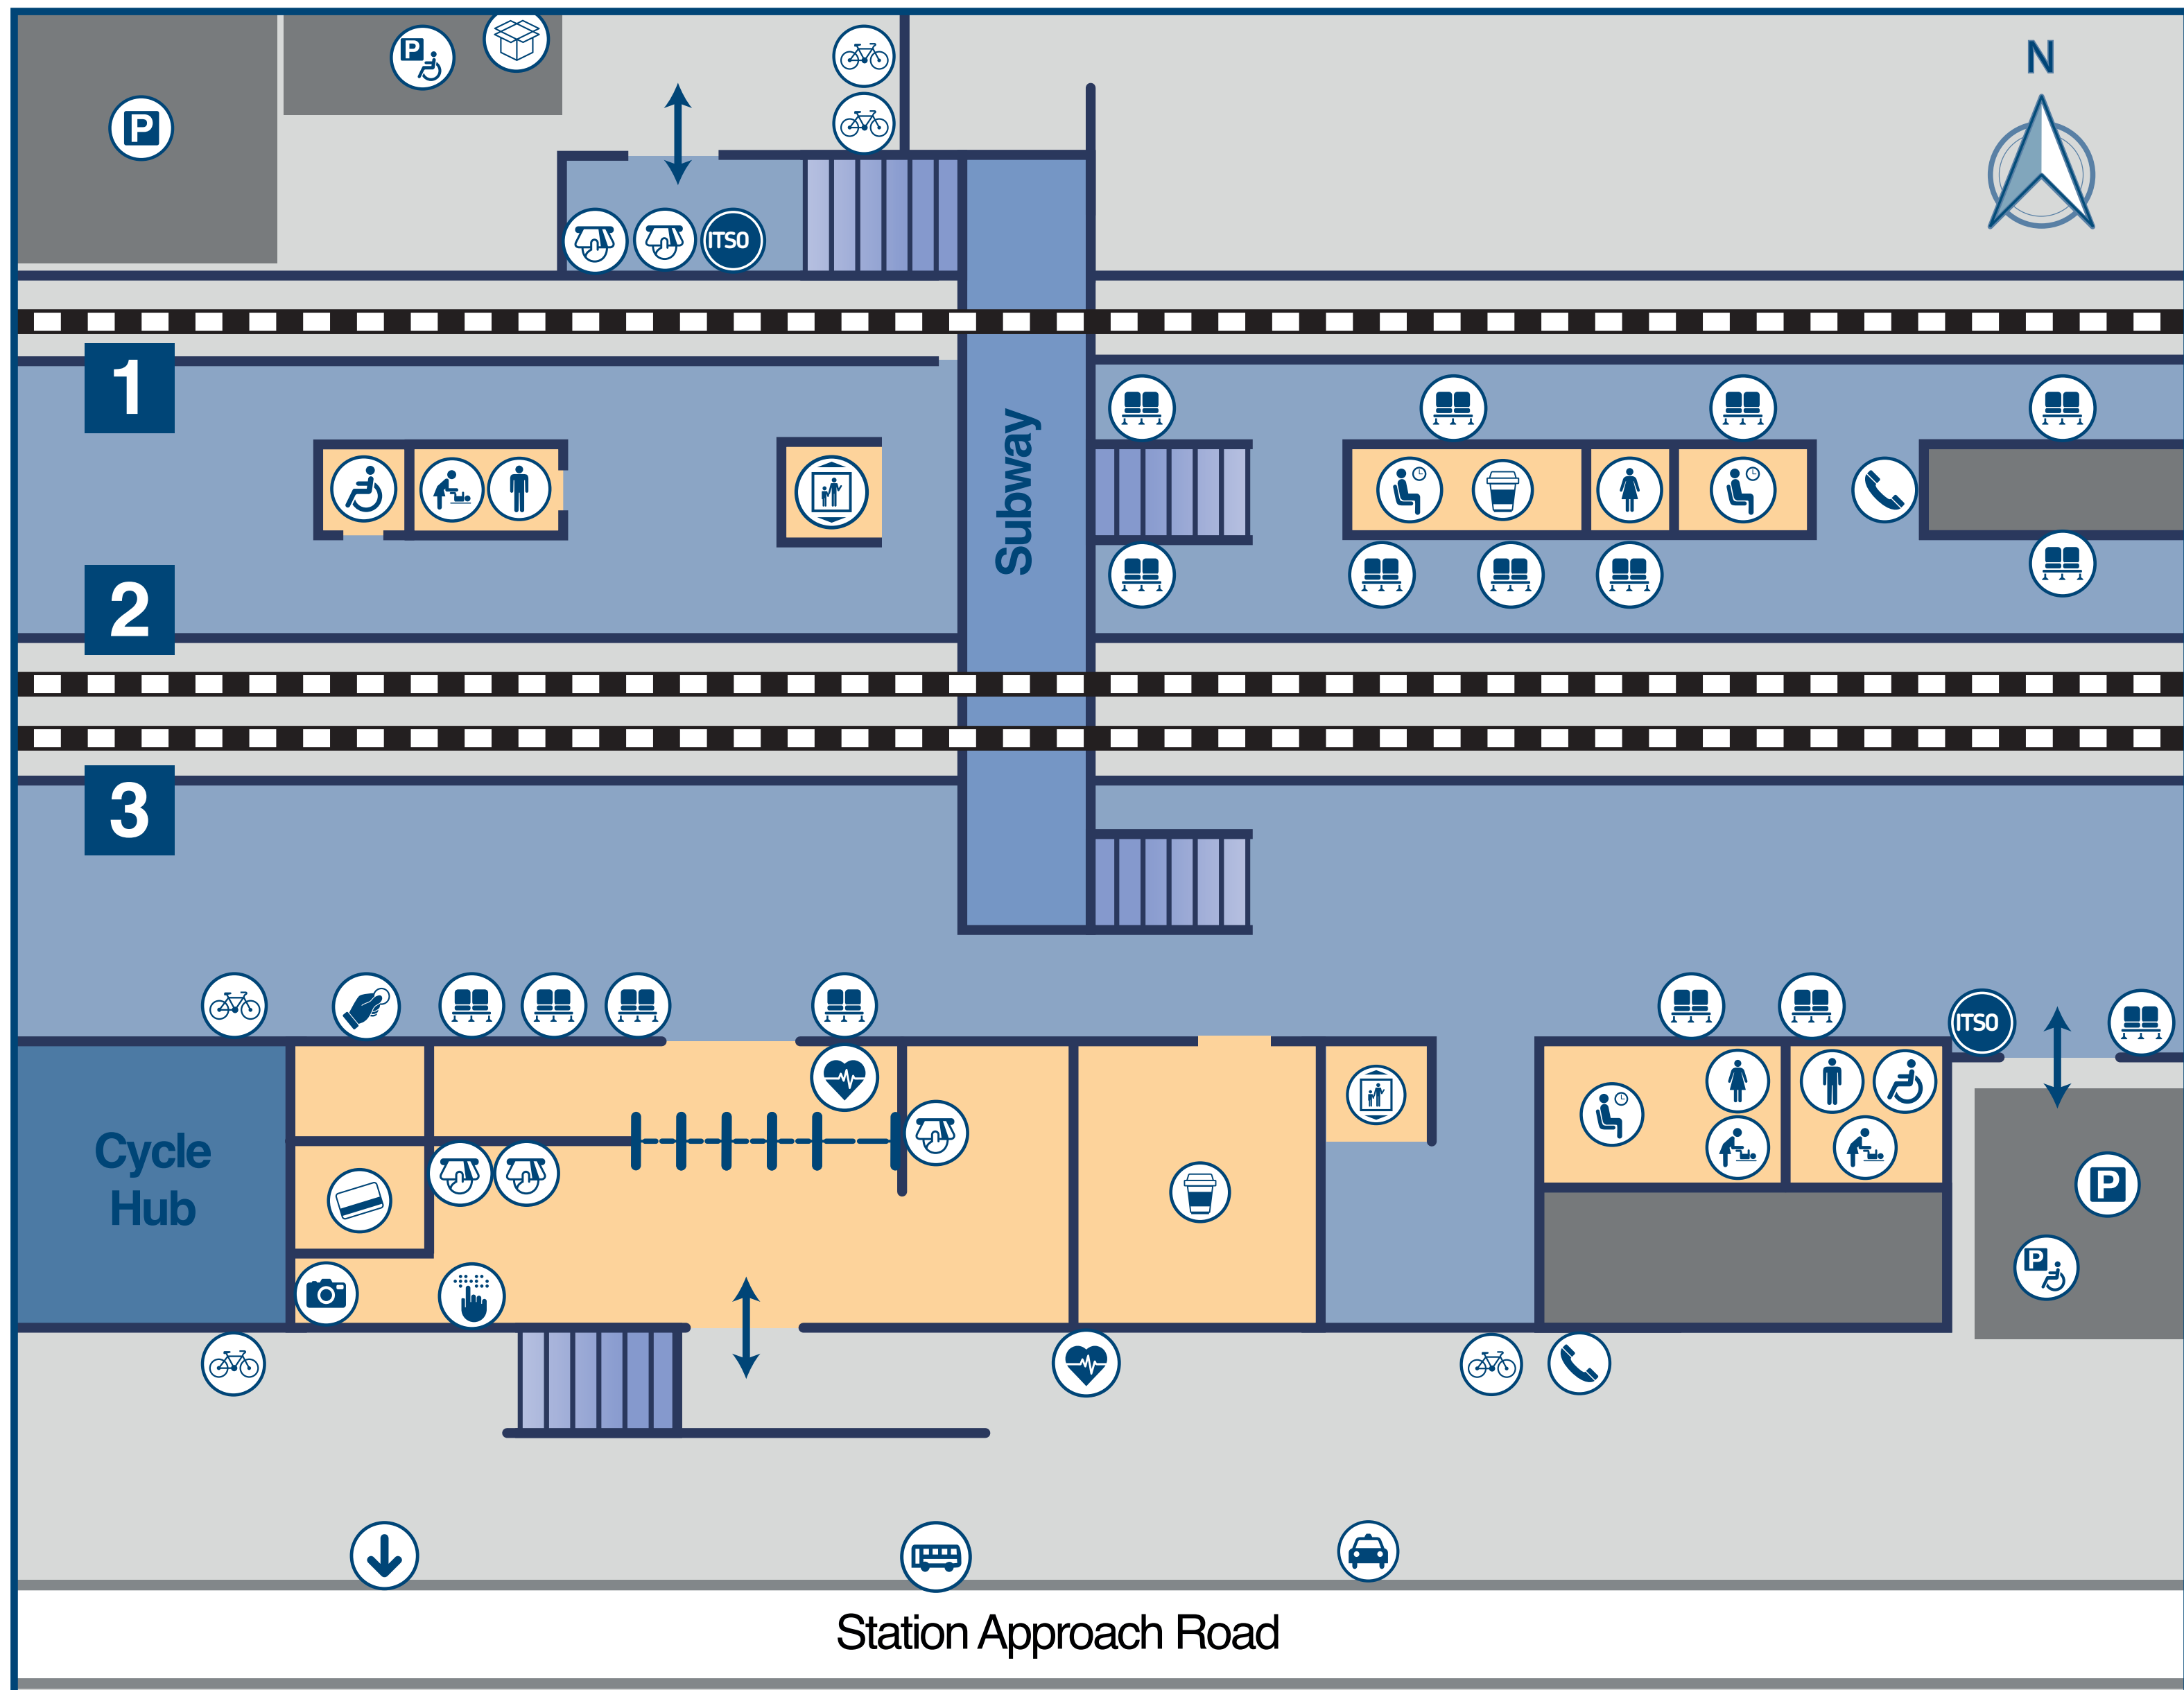 P
N
P
ITSO
1
Subway
2
3
ITSO
Cycle
Hub
P
P
Station Approach Road